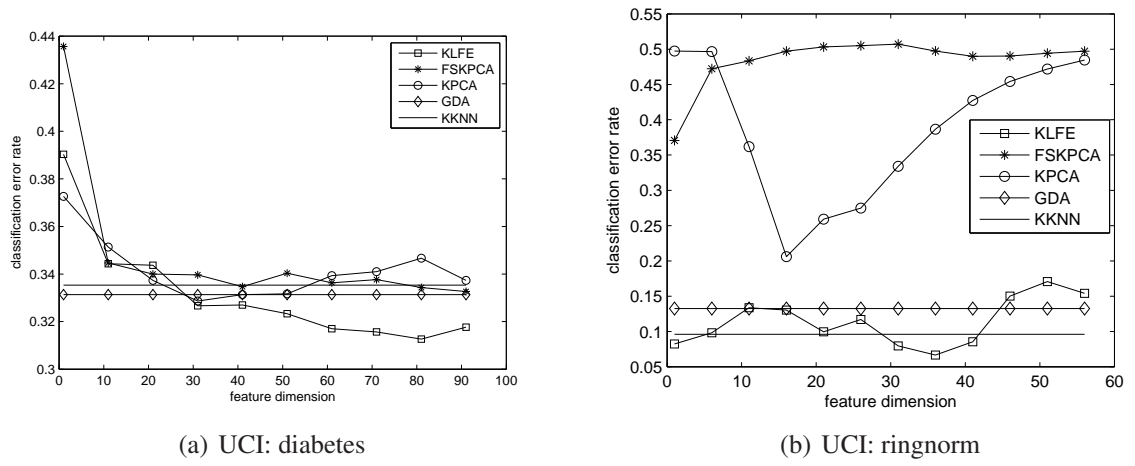 0.44
0.42
0.4
0.38
0.36
0.34
0.32
0.3
classification error rate
0 10 20 30 40 50 60 70 80 90 100
feature dimension
KLFE
FSKPCA
KPCA
GDA
KKNN
(a) UCI: diabetes
0.55
0.5
0.45
0.4
0.35
0.3
0.25
0.2
0.15
0.1
0.05
classification error rate
0 10 20 30 40 50 60
feature dimension
KLFE
FSKPCA
KPCA
GDA
KKNN
(b) UCI: ringnorm